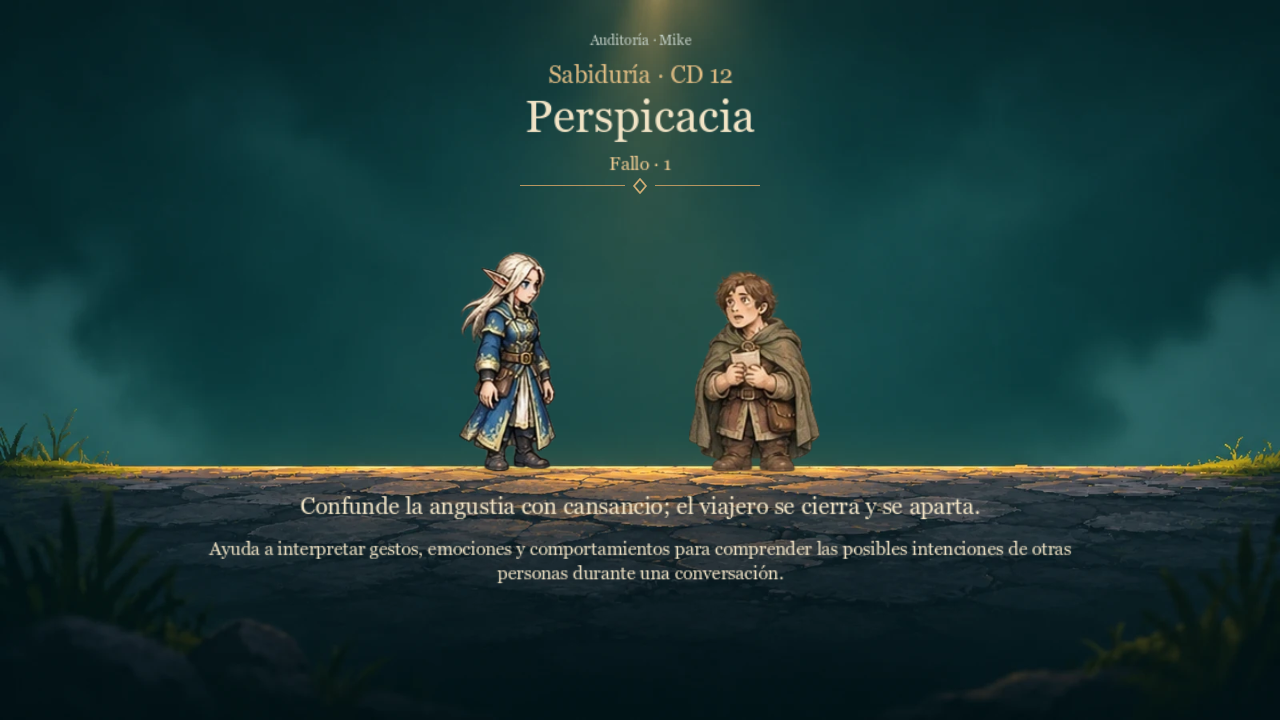 Auditoría · Mike
Sabiduría · CD 12
Perspicacia
Fallo · 1
Confunde la angustia con cansancio; el viajero se cierra y se aparta.
Ayuda a interpretar gestos, emociones y comportamientos para comprender las posibles intenciones de otras
personas durante una conversación.